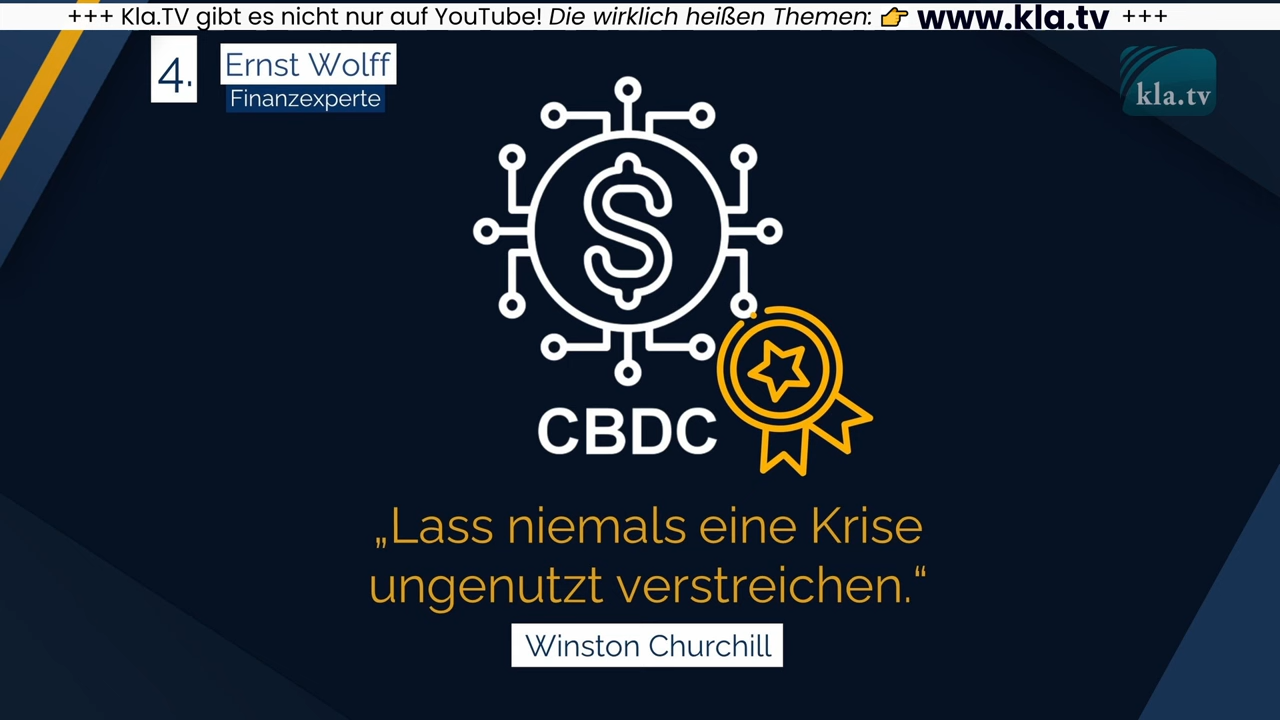 +++ Kla.TV gibt es nicht nur auf YouTube! Die wirklich heißen Themen: 👉 www.kla.tv +++
4.
Ernst Wolff
Finanzexperte
kla.tv
CBDC
„Lass niemals eine Krise
ungenutzt verstreichen.“
Winston Churchill